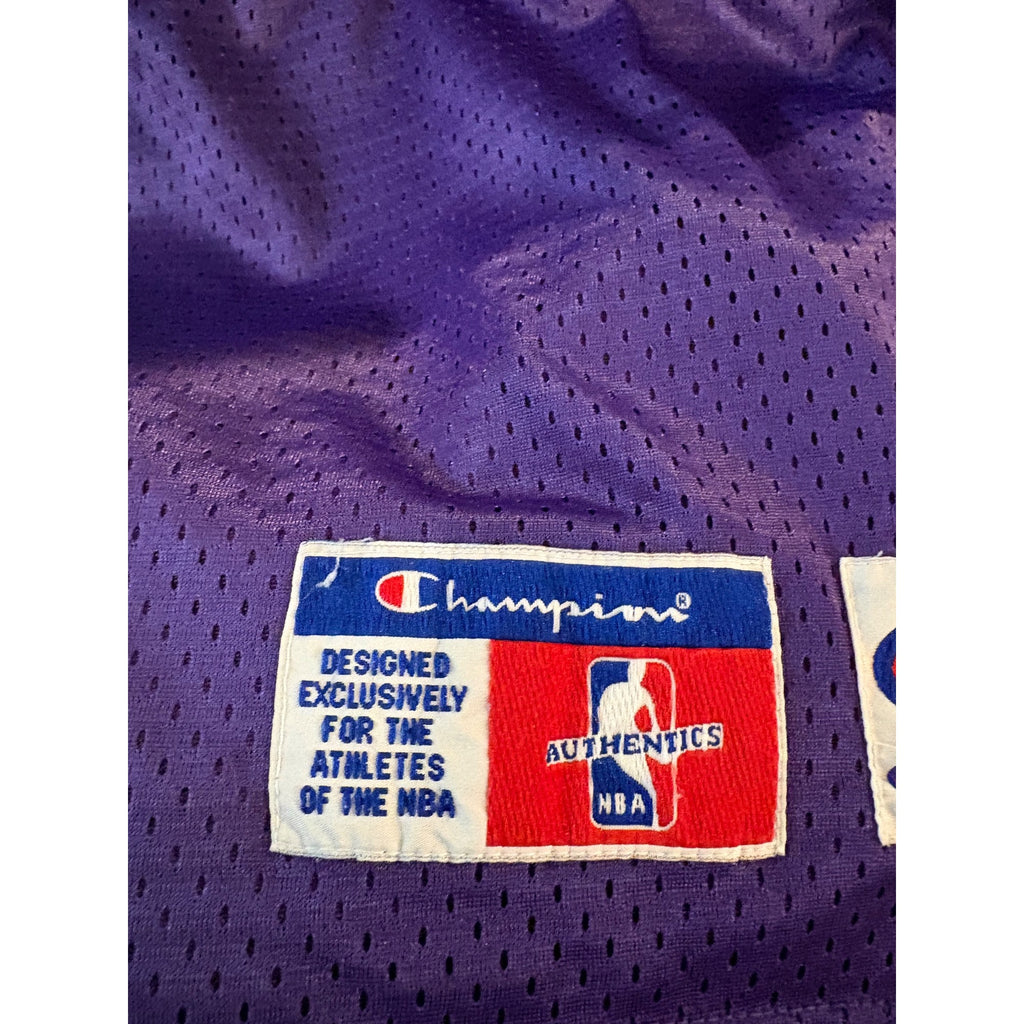 Champion®
DESIGNED
EXCLUSIVELY
FOR THE
ATHLETES
OF THE NBA
AUTHENTICS
NBA